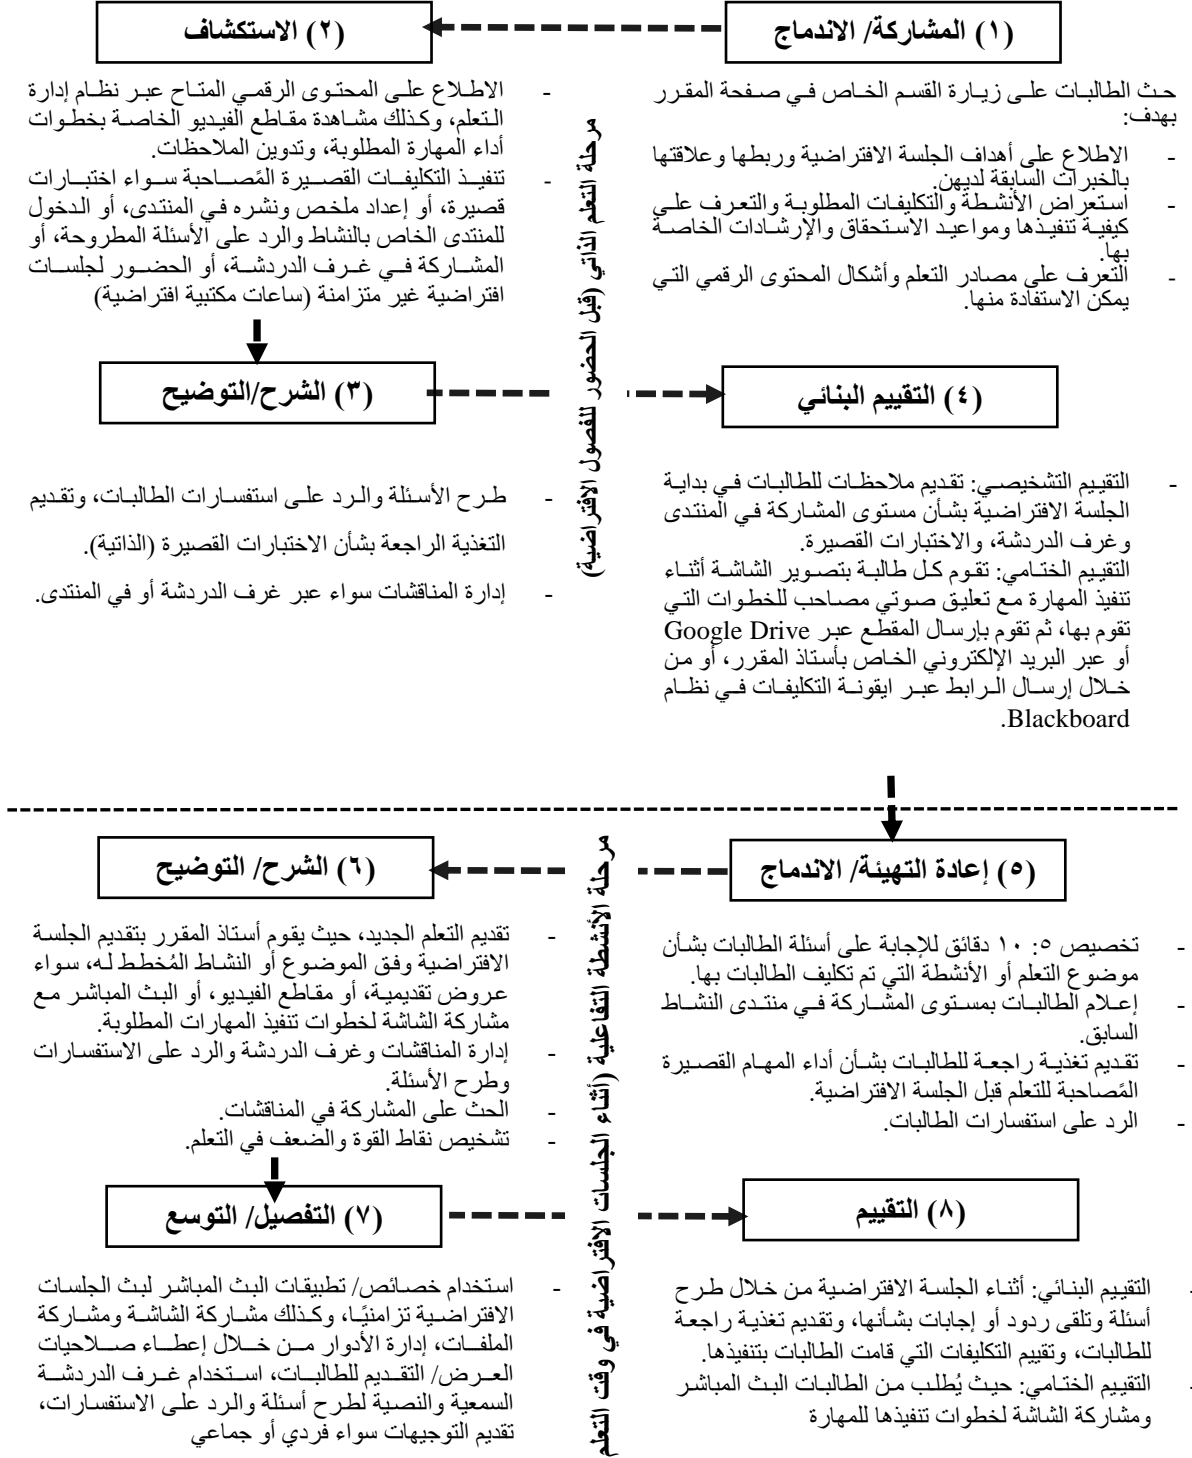 (١) المشاركة/ الاندماج
حث الطالبات على زيارة القسم الخاص في صفحة المقرر
بهدف:
- الاطلاع على أهداف الجلسة الافتراضية وربطها وعلاقتها
بالخبرات السابقة لديهن.
- استعراض الأنشطة والتكليفات المطلوبة والتعرف على
كيفية تنفيذها ومواعيد الاستحقاق والإرشادات الخاصة
بها.
- التعرف على مصادر التعلم وأشكال المحتوى الرقمي التي
يمكن الاستفادة منها.
(٢) الاستكشاف
- الاطلاع على المحتوى الرقمي المتاح عبر نظام إدارة
التعلم، وكذلك مشاهدة مقاطع الفيديو الخاصة بخطوات
أداء المهارة المطلوبة، وتدوين الملاحظات.
- تنفيذ التكليفات القصيرة المُصاحبة سواء اختبارات
قصيرة، أو إعداد ملخص ونشره في المنتدى، أو الدخول
للمنتدى الخاص بالنشاط والرد على الأسئلة المطروحة، أو
المشاركة في غرف الدردشة، أو الحضور لجلسات
افتراضية غير متزامنة (ساعات مكتبية افتراضية)
مرحلة التعلم الذاتي (قبل الحضور للفصول الافتراضية)
(٣) الشرح/التوضيح
- طرح الأسئلة والرد على استفسارات الطالبات، وتقديم
التغذية الراجعة بشأن الاختبارات القصيرة (الذاتية).
- إدارة المناقشات سواء عبر غرف الدردشة أو في المنتدى.
(٤) التقييم البنائي
- التقييم التشخيصي: تقديم ملاحظات للطالبات في بداية
الجلسة الافتراضية بشأن مستوى المشاركة في المنتدى
وغرف الدردشة، والاختبارات القصيرة.
التقييم الختامي: تقوم كل طالبة بتصوير الشاشة أثناء
تنفيذ المهارة مع تعليق صوتي مصاحب للخطوات التي
تقوم بها، ثم تقوم بإرسال المقطع عبر Google Drive
أو عبر البريد الإلكتروني الخاص بأستاذ المقرر، أو من
خلال إرسال الرابط عبر ايقونة التكليفات في نظام
Blackboard.
(٥) إعادة التهيئة/ الاندماج
- تخصيص ٥: ١٠ دقائق للإجابة على أسئلة الطالبات بشأن
موضوع التعلم أو الأنشطة التي تم تكليف الطالبات بها.
- إعلام الطالبات بمستوى المشاركة في منتدى النشاط
السابق.
- تقديم تغذية راجعة للطالبات بشأن أداء المهام القصيرة
المُصاحبة للتعلم قبل الجلسة الافتراضية.
- الرد على استفسارات الطالبات.
(٦) الشرح/ التوضيح
- تقديم التعلم الجديد، حيث يقوم أستاذ المقرر بتقديم الجلسة
الافتراضية وفق الموضوع أو النشاط المُخطط له، سواء
عروض تقديمية، أو مقاطع الفيديو، أو البث المباشر مع
مشاركة الشاشة لخطوات تنفيذ المهارات المطلوبة.
- إدارة المناقشات وغرف الدردشة والرد على الاستفسارات
وطرح الأسئلة.
- الحث على المشاركة في المناقشات.
- تشخيص نقاط القوة والضعف في التعلم.
مرحلة الأنشطة التفاعلية (أثناء الجلسات الافتراضية في وقت التعلم
(٧) التفصيل/ التوسع
- استخدام خصائص/ تطبيقات البث المباشر لبث الجلسات
الافتراضية تزامنيًا، وكذلك مشاركة الشاشة ومشاركة
الملفات، إدارة الأدوار من خلال إعطاء صلاحيات
العرض/ التقديم للطالبات، استخدام غرف الدردشة
السمعية والنصية لطرح أسئلة والرد على الاستفسارات،
تقديم التوجيهات سواء فردي أو جماعي
(٨) التقييم
- التقييم البنائي: أثناء الجلسة الافتراضية من خلال طرح
أسئلة وتلقى ردود أو إجابات بشأنها، وتقديم تغذية راجعة
للطالبات، وتقييم التكليفات التي قامت الطالبات بتنفيذها.
- التقييم الختامي: حيث يُطلب من الطالبات البث المباشر
ومشاركة الشاشة لخطوات تنفيذها للمهارة